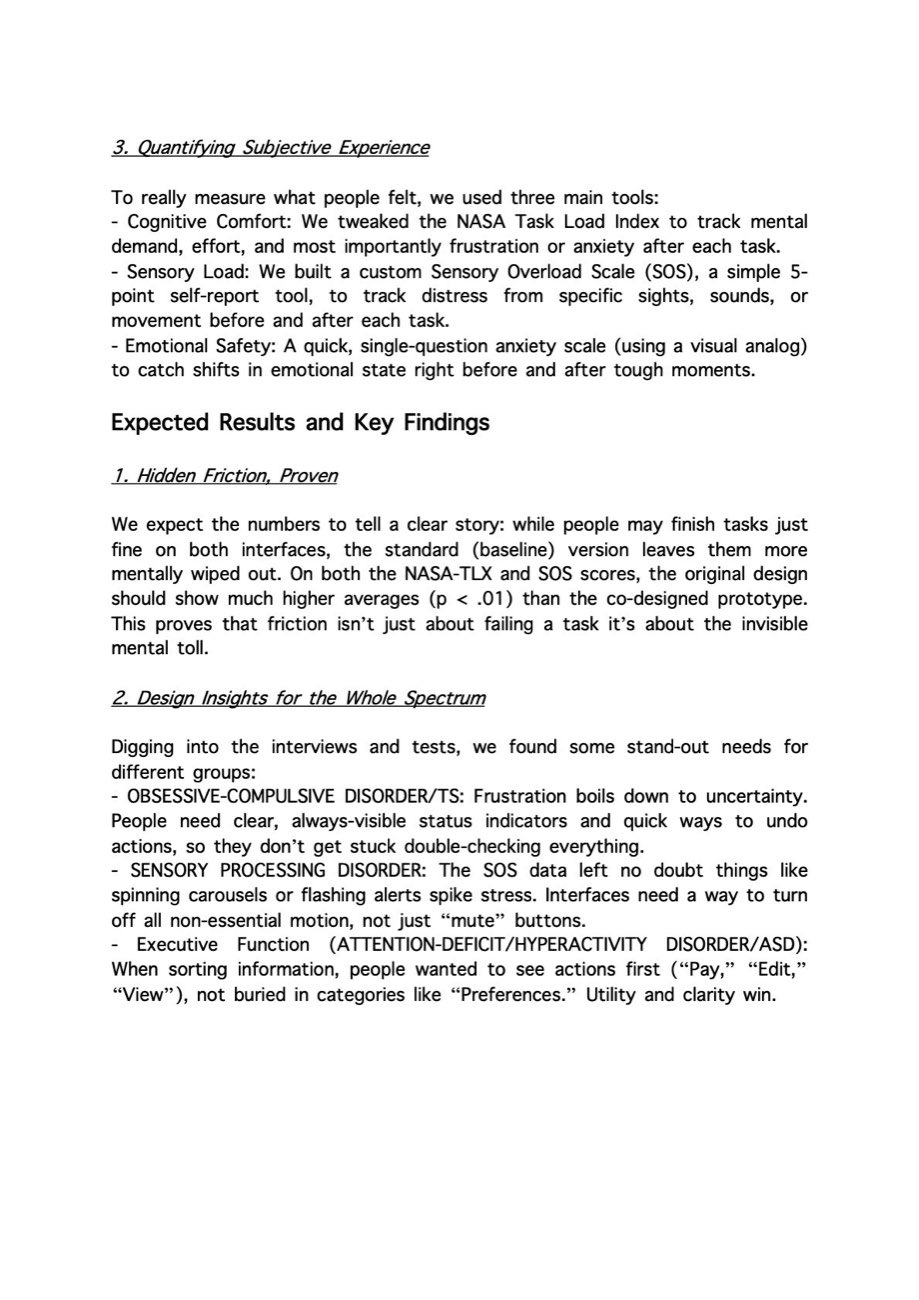 3. Quantifying Subjective Experience
To really measure what people felt, we used three main tools:
- Cognitive Comfort: We tweaked the NASA Task Load Index to track mental
demand, effort, and most importantly frustration or anxiety after each task.
- Sensory Load: We built a custom Sensory Overload Scale (SOS), a simple 5-
point self-report tool, to track distress from specific sights, sounds, or
movement before and after each task.
- Emotional Safety: A quick, single-question anxiety scale (using a visual analog)
to catch shifts in emotional state right before and after tough moments.
Expected Results and Key Findings
1. Hidden Friction, Proven
We expect the numbers to tell a clear story: while people may finish tasks just
fine on both interfaces, the standard (baseline) version leaves them more
mentally wiped out. On both the NASA-TLX and SOS scores, the original design
should show much higher averages (p < .01) than the co-designed prototype.
This proves that friction isn’t just about failing a task it’s about the invisible
mental toll.
2. Design Insights for the Whole Spectrum
Digging into the interviews and tests, we found some stand-out needs for
different groups:
- OBSESSIVE-COMPULSIVE DISORDER/TS: Frustration boils down to uncertainty.
People need clear, always-visible status indicators and quick ways to undo
actions, so they don’t get stuck double-checking everything.
- SENSORY PROCESSING DISORDER: The SOS data left no doubt things like
spinning carousels or flashing alerts spike stress. Interfaces need a way to turn
off all non-essential motion, not just “mute” buttons.
- Executive Function (ATTENTION-DEFICIT/HYPERACTIVITY DISORDER/ASD):
When sorting information, people wanted to see actions first (“Pay,” “Edit,”
“View”), not buried in categories like “Preferences.” Utility and clarity win.